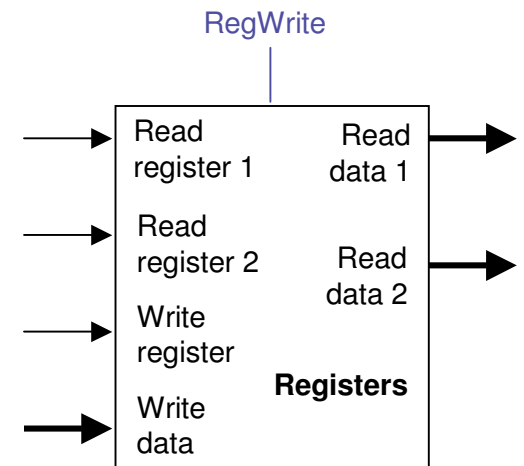 RegWrite
Read
register 1
Read
data 1
Read
register 2
Read
data 2
Write
register
Registers
Write
data